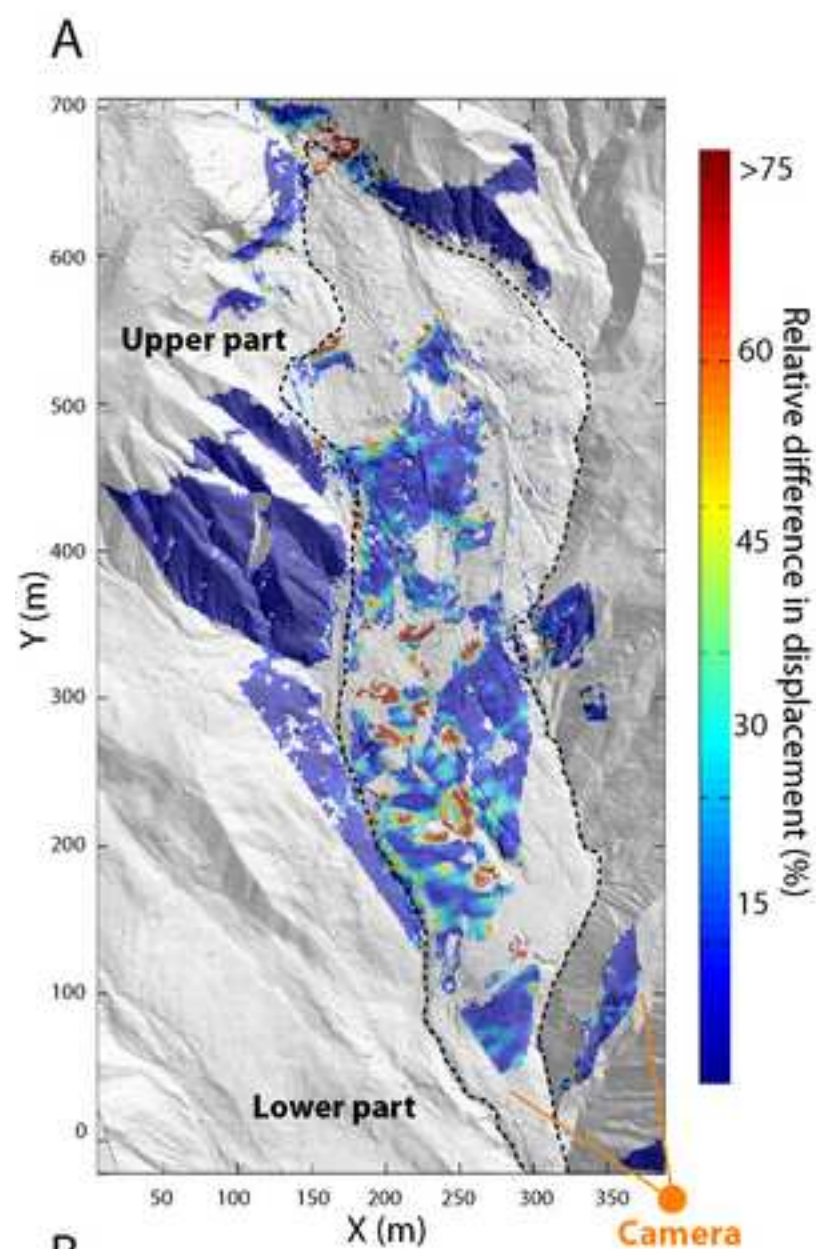 A
700
600
500
400
300
200
100
0
Y (m)
Upper part
Lower part
50 100 150 200 250 300 350
X (m)
Camera
>75
60
45
30
15
Relative difference in displacement (%)